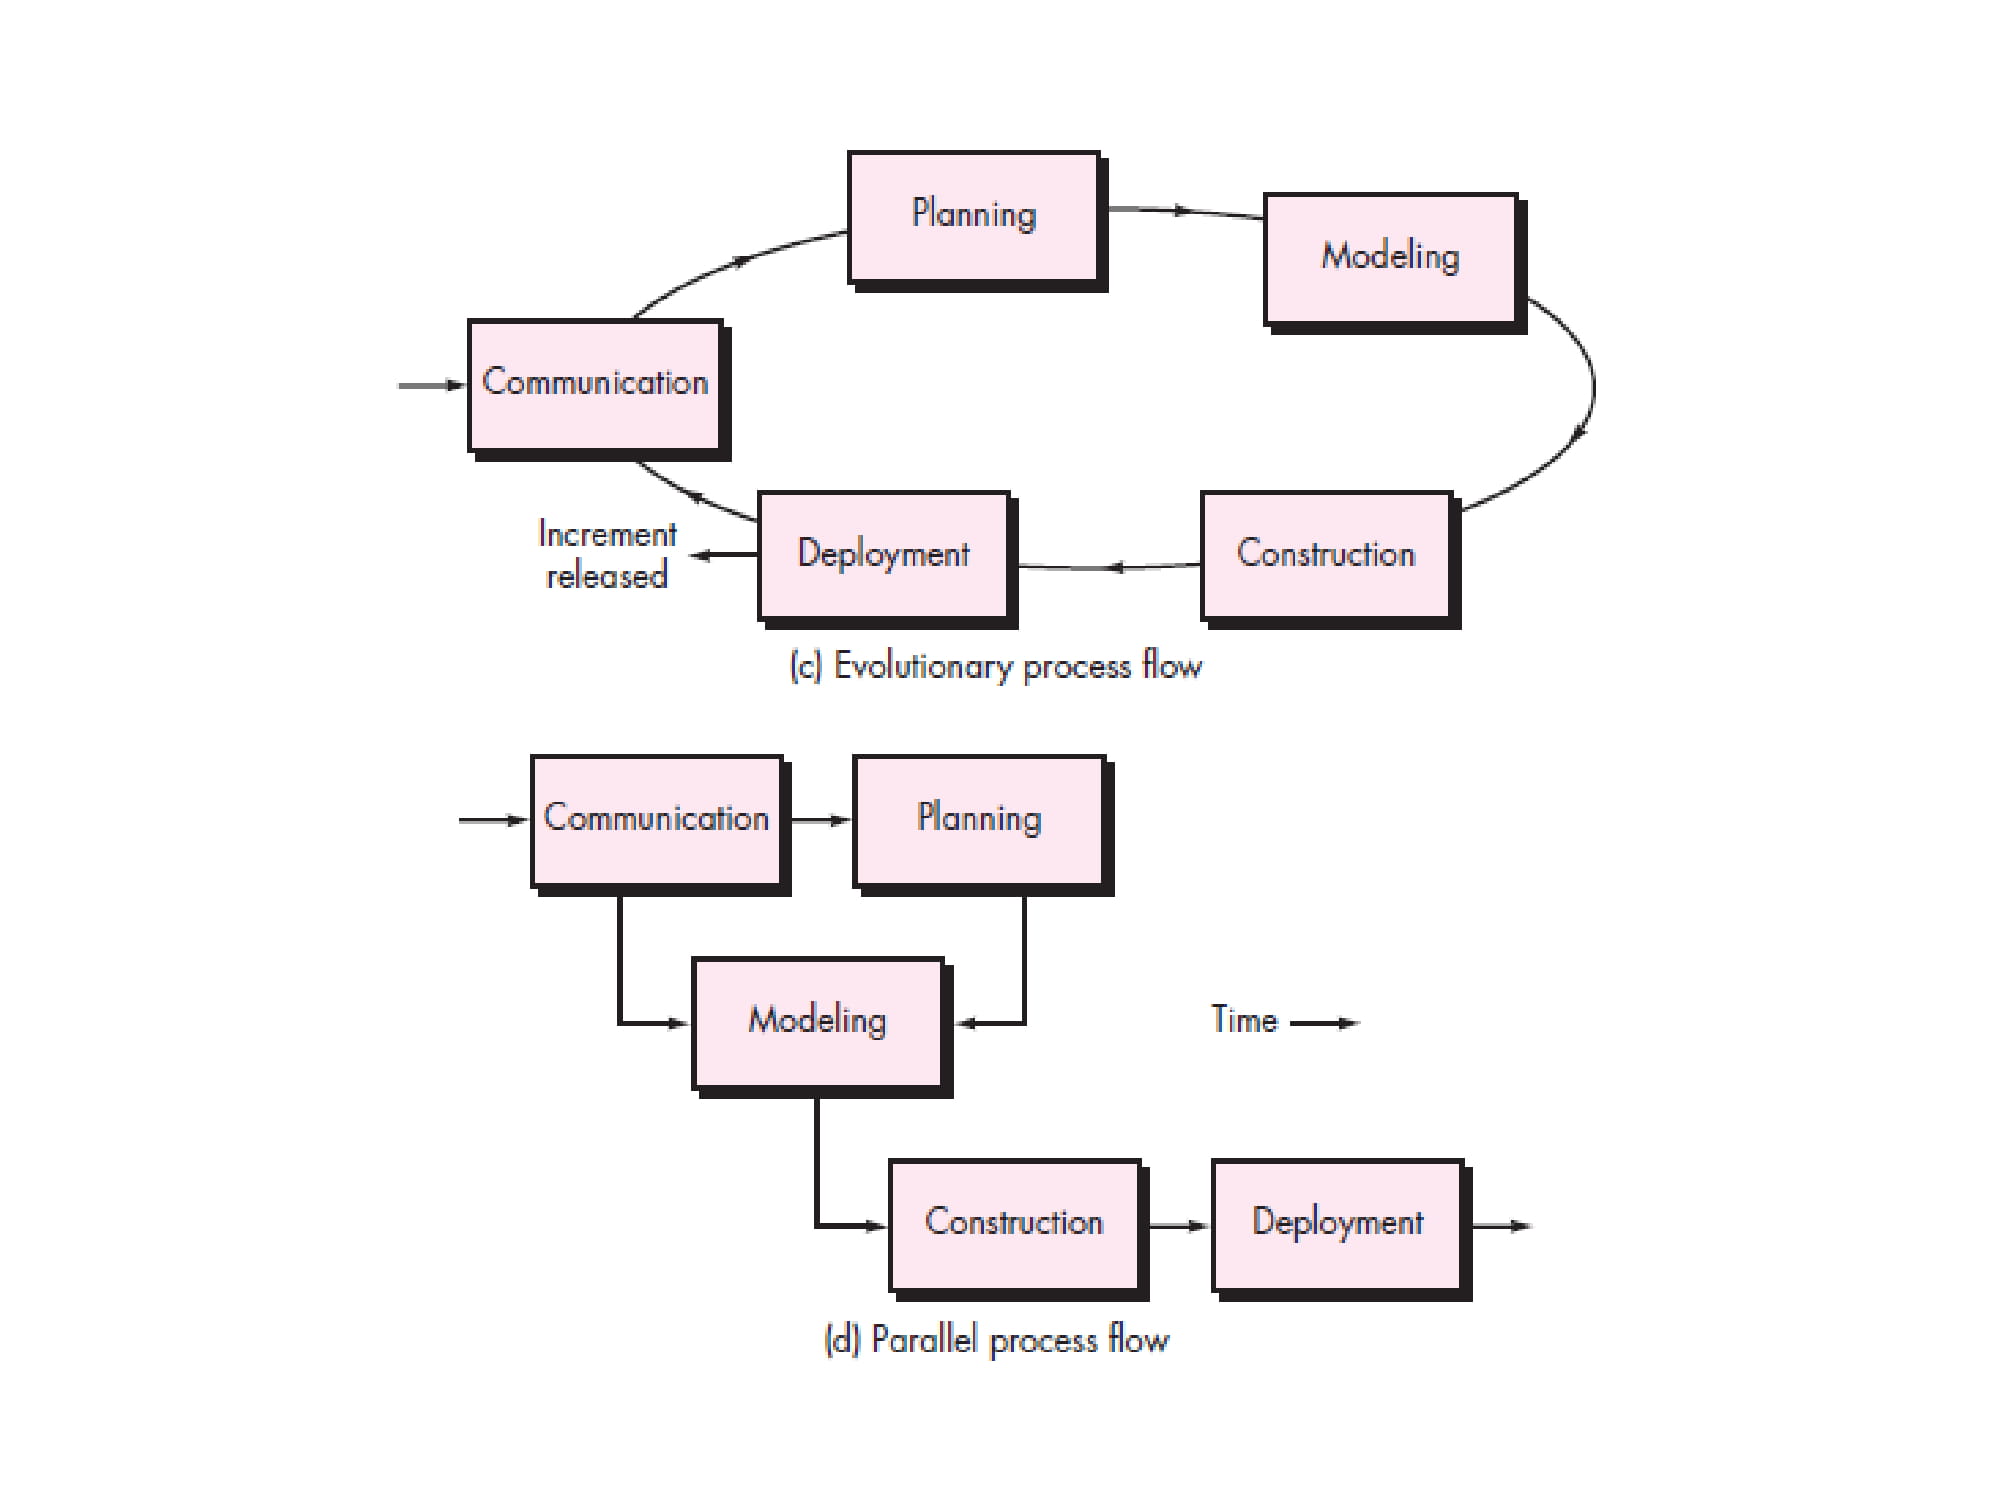 Planning
Modeling
Communication
Increment
released
Deployment
Construction
(c) Evolutionary process flow
Communication
Planning
Modeling
Time
Construction
Deployment
(d) Parallel process flow